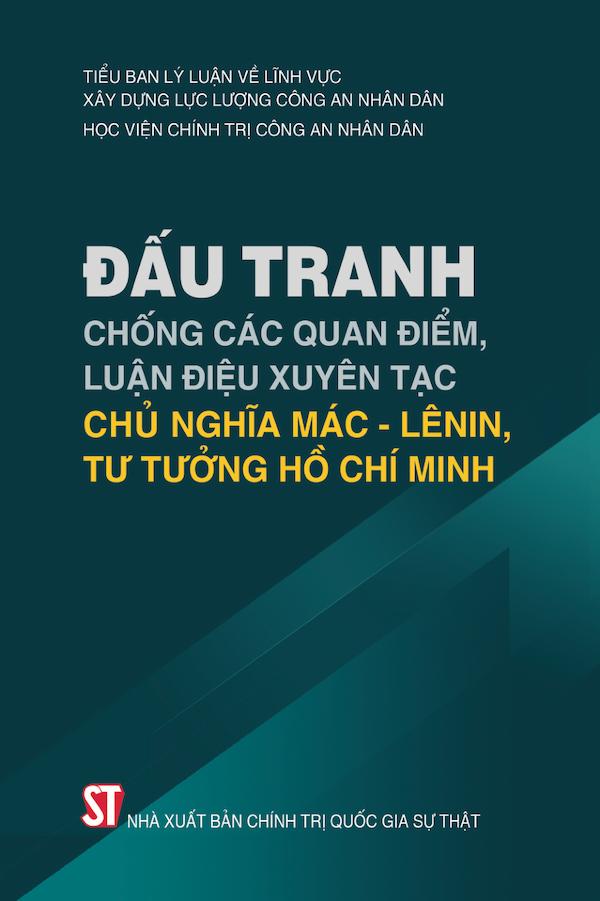 TIỂU BAN LÝ LUẬN VỀ LĨNH VỰC
XÂY DỰNG LỰC LƯỢNG CÔNG AN NHÂN DÂN
HỌC VIỆN CHÍNH TRỊ CÔNG AN NHÂN DÂN
ĐẤU TRANH
CHỐNG CÁC QUAN ĐIỂM,
LUẬN ĐIỆU XUYÊN TẠC
CHỦ NGHĨA MÁC - LÊNIN,
TƯ TƯỞNG HỒ CHÍ MINH
ST NHÀ XUẤT BẢN CHÍNH TRỊ QUỐC GIA SỰ THẬT